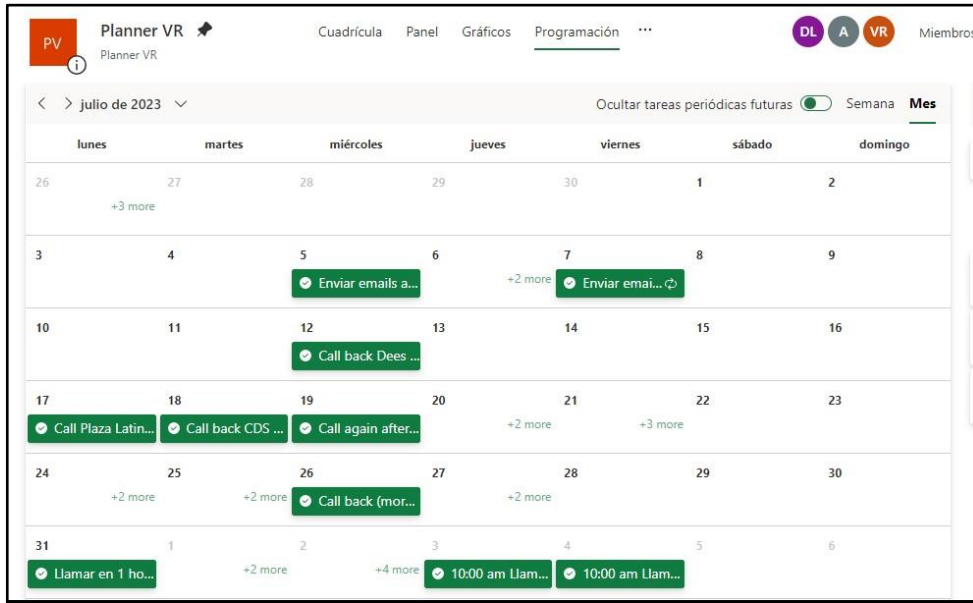 PV
Planner VR
Planner VR
Cuadrícula Panel Gráficos Programación ···
DL A VR Miembros
julio de 2023
Ocultar tareas periódicas futuras Semana Mes
lunes martes miércoles jueves viernes sábado domingo
26 27 28 29 30 1 2
+3 more
3 4 5 6 7 8 9
Enviar emails a... +2 more Enviar emai...
10 11 12 13 14 15 16
Call back Dees ...
17 18 19 20 21 22 23
Call Plaza Latin... Call back CDS ... Call again after... +2 more +3 more
24 25 26 27 28 29 30
+2 more +2 more Call back (mor... +2 more
31 1 2 3 4 5 6
Llamar en 1 ho... +2 more +4 more 10:00 am Llam... 10:00 am Llam...